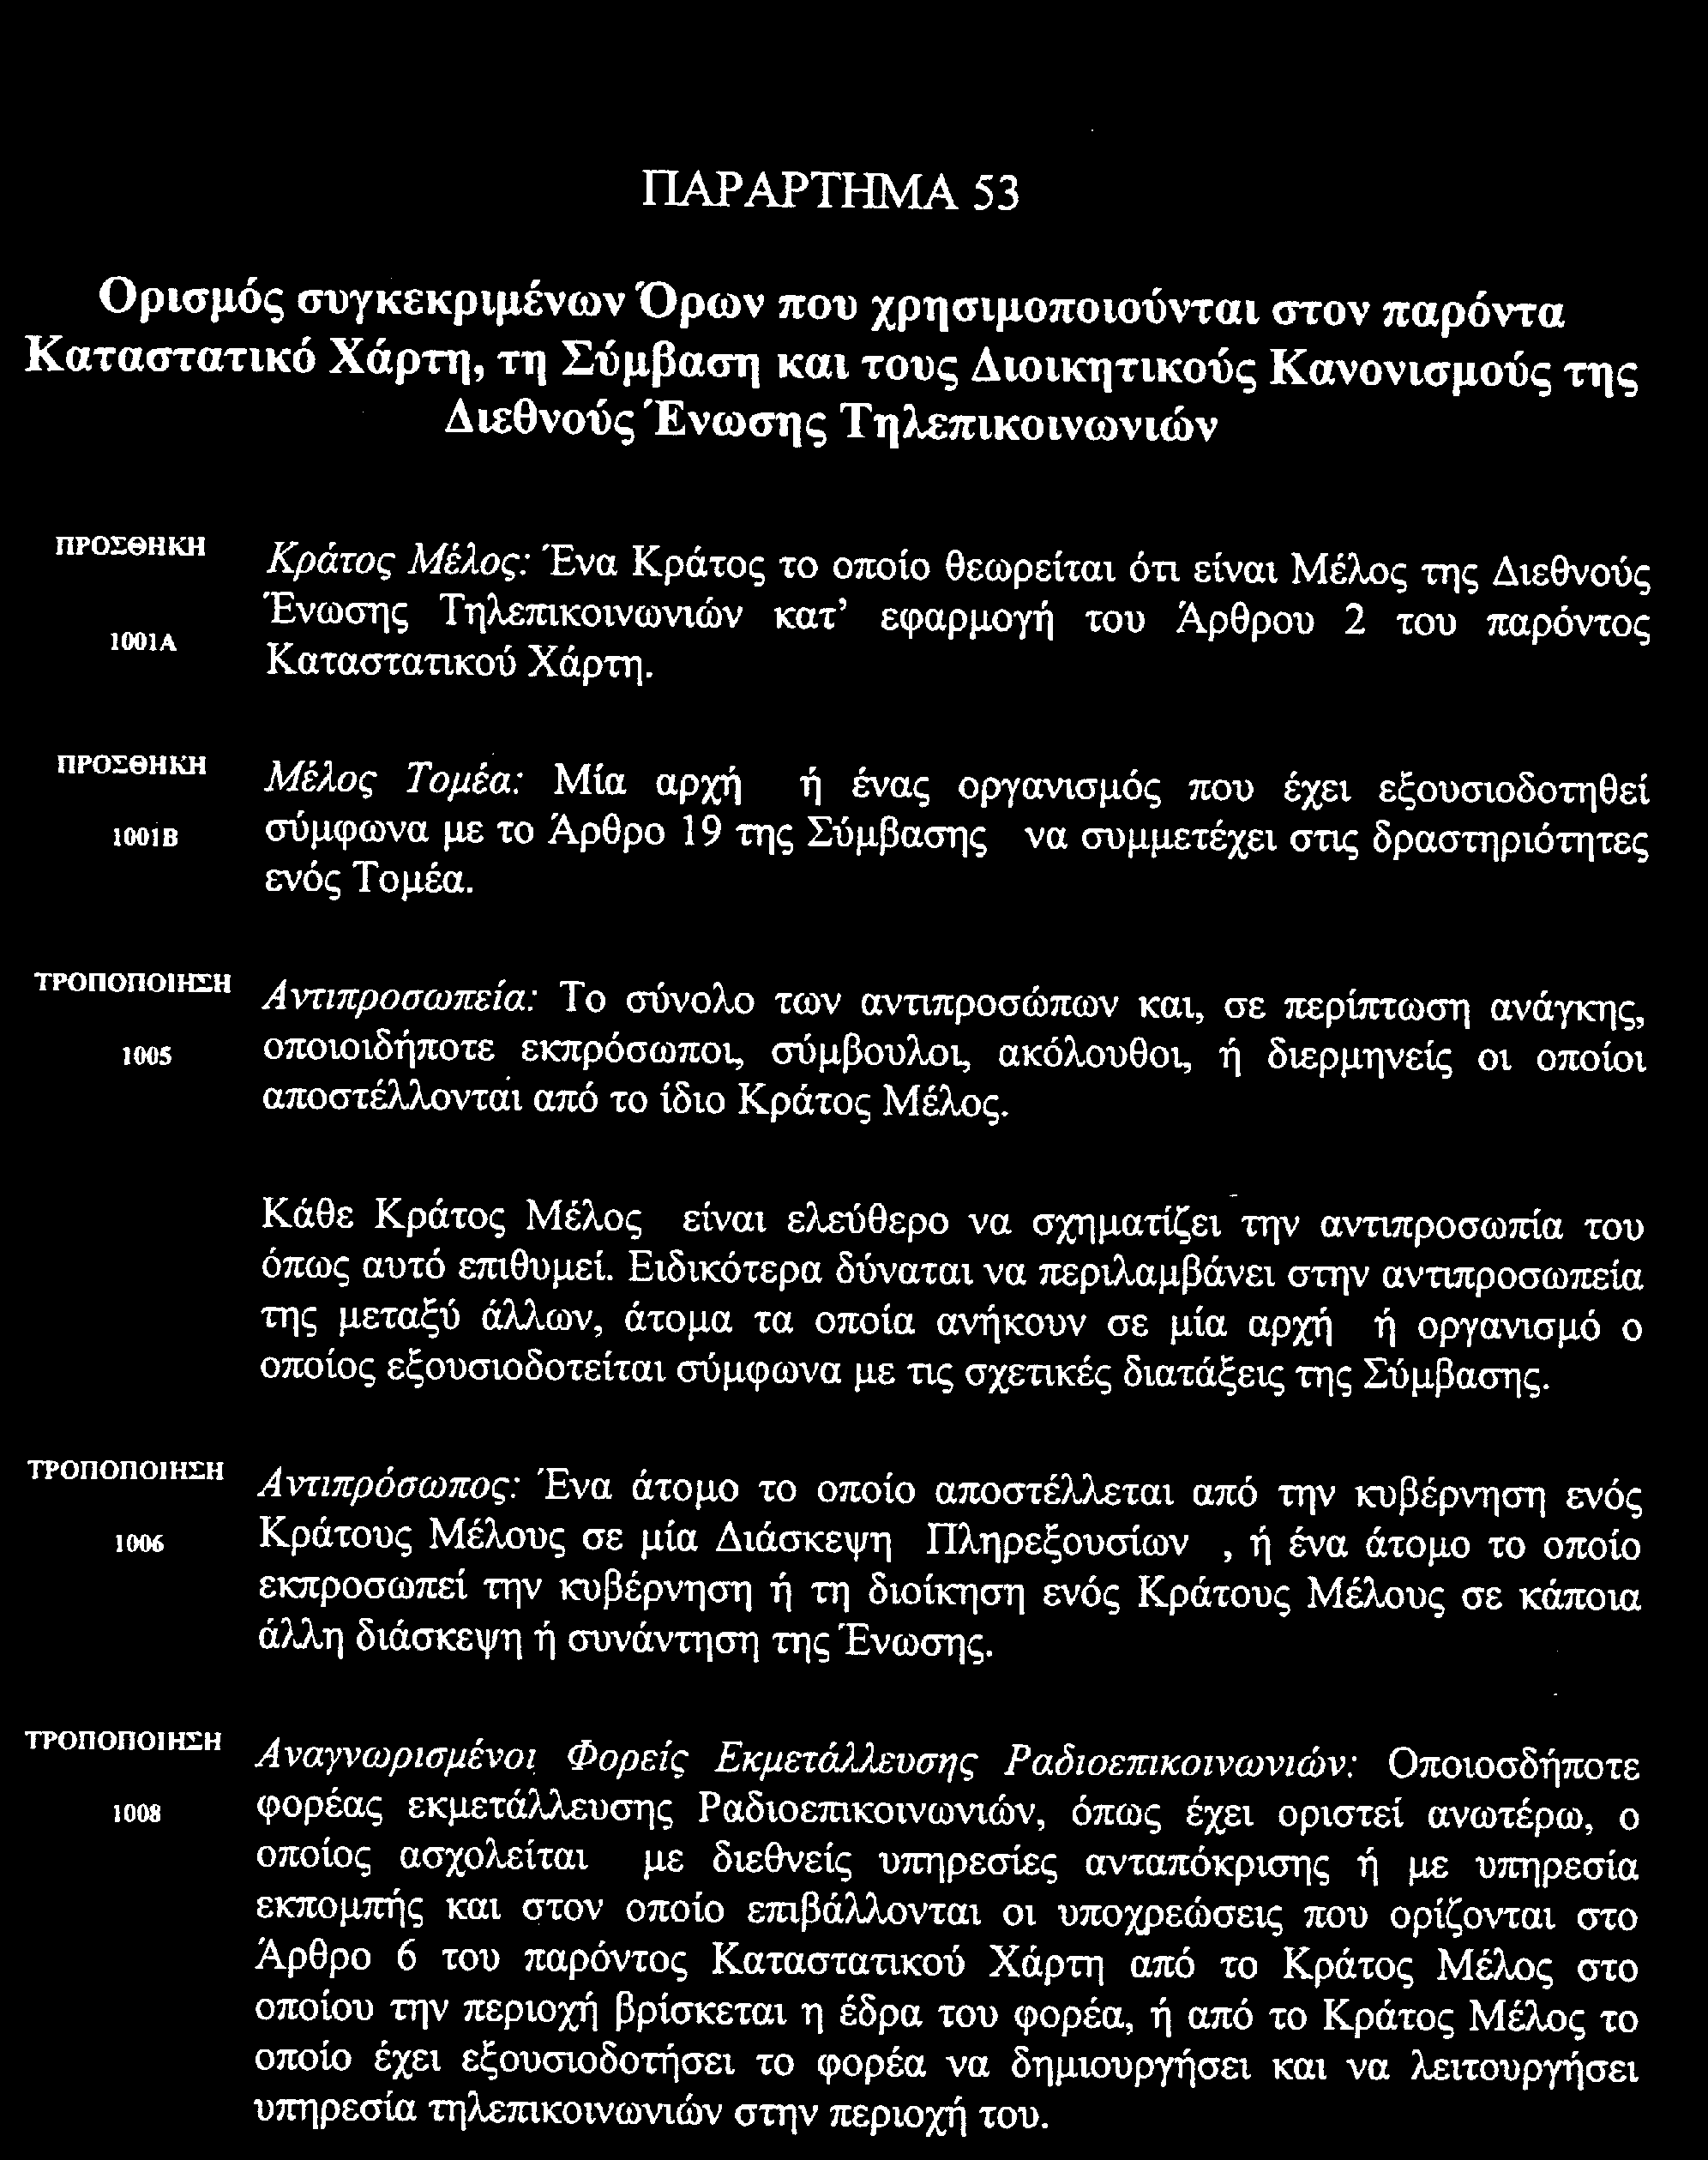 ΠΑΡΑΡΤΗΜΑ 53
Ορισμός συγκεκριμένων Όρων που χρησιμοποιούνται στον παρόντα
Καταστατικό Χάρτη, τη Σύμβαση και τους Διοικητικούς Κανονισμούς της
Διεθνούς Ένωσης Τηλεπικοινωνιών
ΠΡΟΣΘΗΚΗ
1001Α
Κράτος Μέλος: Ένα Κράτος το οποίο θεωρείται ότι είναι Μέλος της Διεθνούς
Ένωσης Τηλεπικοινωνιών κατ’ εφαρμογή του Άρθρου 2 του παρόντος
Καταστατικού Χάρτη.
ΠΡΟΣΘΗΚΗ
1001Β
Μέλος Τομέα: Μία αρχή ή ένας οργανισμός που έχει εξουσιοδοτηθεί
σύμφωνα με το Άρθρο 19 της Σύμβασης να συμμετέχει στις δραστηριότητες
ενός Τομέα.
ΤΡΟΠΟΠΟΙΗΣΗ
1005
Αντιπροσωπεία: Το σύνολο των αντιπροσώπων και, σε περίπτωση ανάγκης,
οποιοιδήποτε εκπρόσωποι, σύμβουλοι, ακόλουθοι, ή διερμηνείς οι οποίοι
αποστέλλονται από το ίδιο Κράτος Μέλος.
Κάθε Κράτος Μέλος είναι ελεύθερο να σχηματίζει την αντιπροσωπία του
όπως αυτό επιθυμεί. Ειδικότερα δύναται να περιλαμβάνει στην αντιπροσωπεία
της μεταξύ άλλων, άτομα τα οποία ανήκουν σε μία αρχή ή οργανισμό ο
οποίος εξουσιοδοτείται σύμφωνα με τις σχετικές διατάξεις της Σύμβασης.
ΤΡΟΠΟΠΟΙΗΣΗ
1006
Αντιπρόσωπος: Ένα άτομο το οποίο αποστέλλεται από την κυβέρνηση ενός
Κράτους Μέλους σε μία Διάσκεψη Πληρεξουσίων , ή ένα άτομο το οποίο
εκπροσωπεί την κυβέρνηση ή τη διοίκηση ενός Κράτους Μέλους σε κάποια
άλλη διάσκεψη ή συνάντηση της Ένωσης.
ΤΡΟΠΟΠΟΙΗΣΗ
1008
Αναγνωρισμένοι Φορείς Εκμετάλλευσης Ραδιοεπικοινωνιών: Οποιοσδήποτε
φορέας εκμετάλλευσης Ραδιοεπικοινωνιών, όπως έχει οριστεί ανωτέρω, ο
οποίος ασχολείται με διεθνείς υπηρεσίες ανταπόκρισης ή με υπηρεσία
εκπομπής και στον οποίο επιβάλλονται οι υποχρεώσεις που ορίζονται στο
Άρθρο 6 του παρόντος Καταστατικού Χάρτη από το Κράτος Μέλος στο
οποίου την περιοχή βρίσκεται η έδρα του φορέα, ή από το Κράτος Μέλος το
οποίο έχει εξουσιοδοτήσει το φορέα να δημιουργήσει και να λειτουργήσει
υπηρεσία τηλεπικοινωνιών στην περιοχή του.